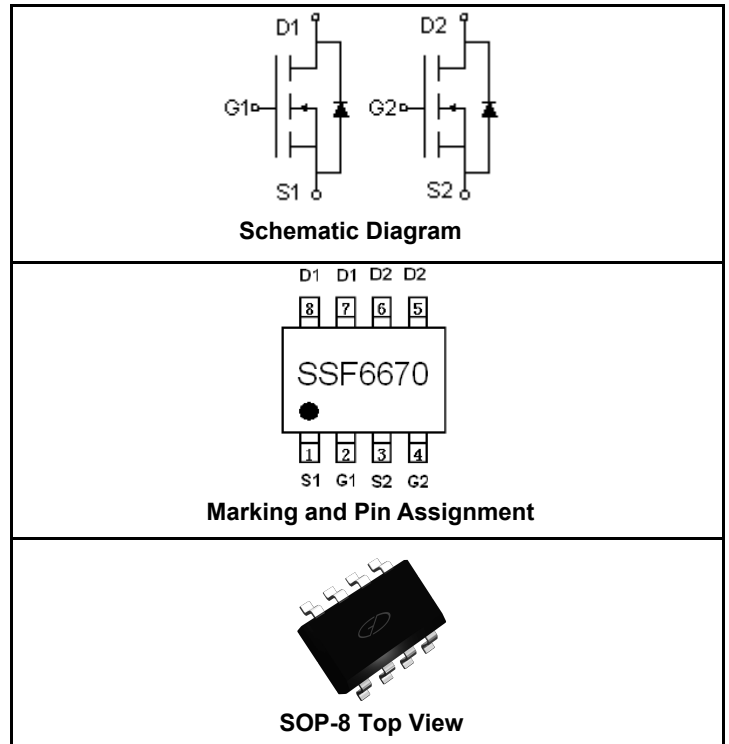 D1 D2
G1 G2
S1 S2
Schematic Diagram
D1 D1 D2 D2
8 7 6 5
SSF6670
1 2 3 4
S1 G1 S2 G2
Marking and Pin Assignment
SOP-8 Top View